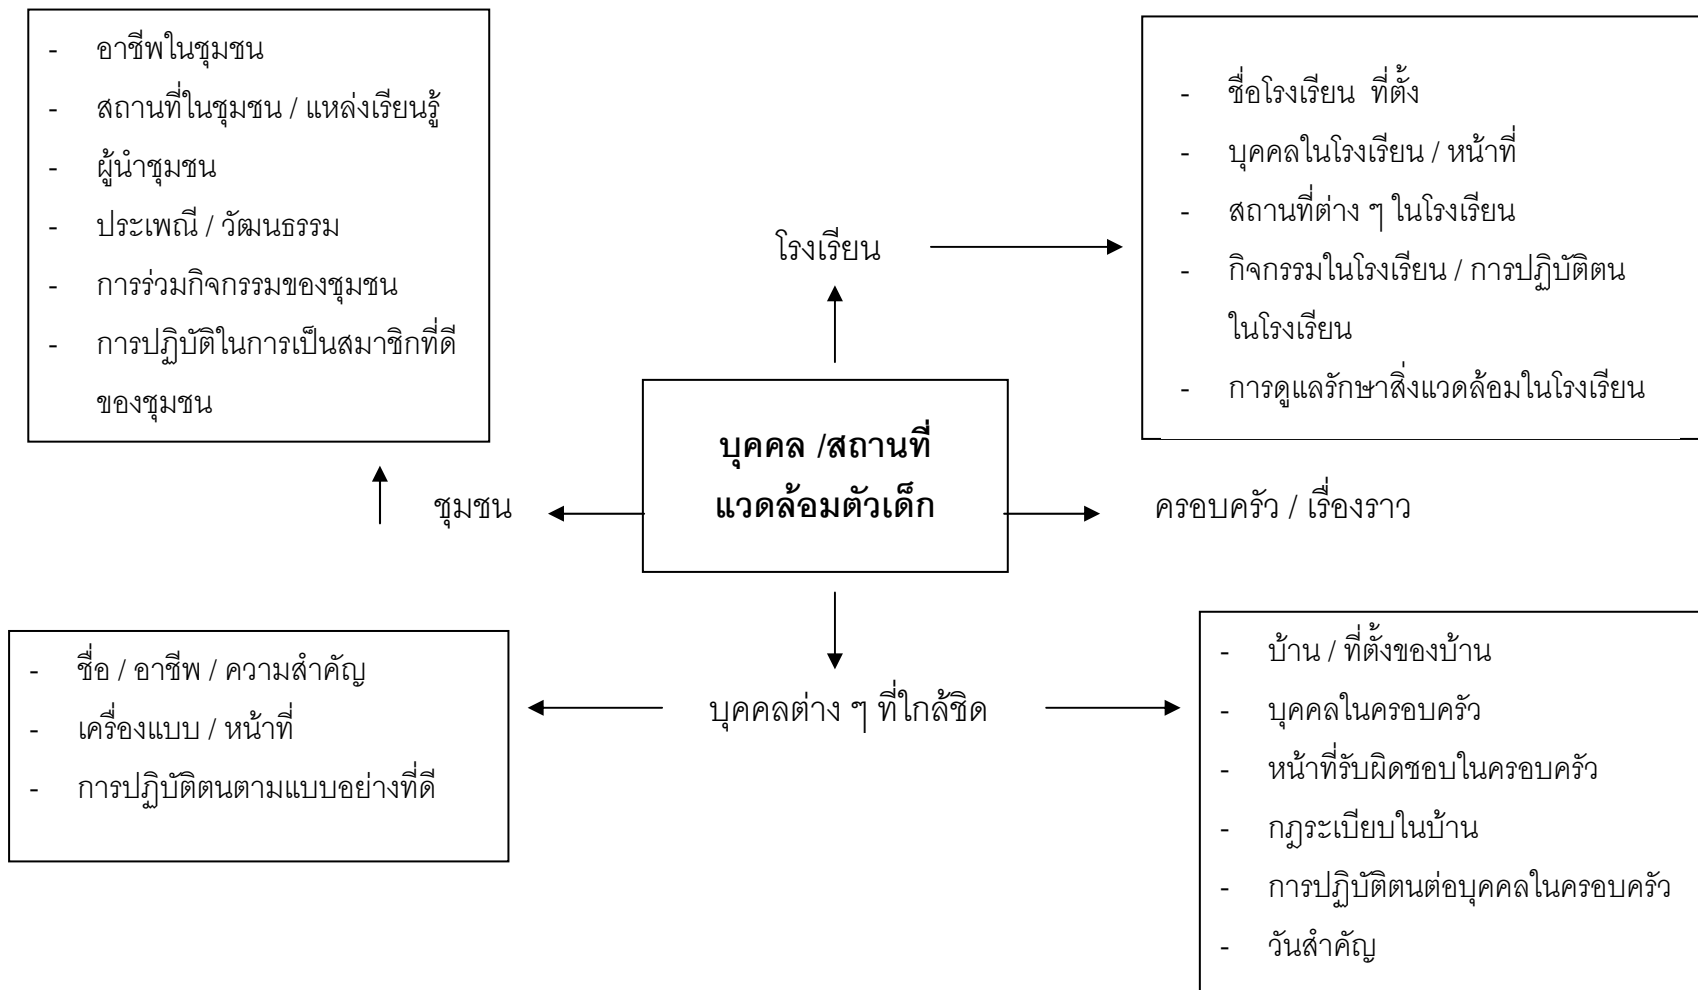 - อาชีพในชุมชน
- สถานที่ในชุมชน / แหล่งเรียนรู้
- ผู้นำชุมชน
- ประเพณี / วัฒนธรรม
- การร่วมกิจกรรมของชุมชน
- การปฏิบัติในการเป็นสมาชิกที่ดี
ของชุมชน
- ชื่อโรงเรียน ที่ตั้ง
- บุคคลในโรงเรียน / หน้าที่
- สถานที่ต่าง ๆ ในโรงเรียน
- กิจกรรมในโรงเรียน / การปฏิบัติตน
ในโรงเรียน
- การดูแลรักษาสิ่งแวดล้อมในโรงเรียน
โรงเรียน
บุคคล /สถานที่
แวดล้อมตัวเด็ก
ชุมชน
ครอบครัว / เรื่องราว
- ชื่อ / อาชีพ / ความสำคัญ
- เครื่องแบบ / หน้าที่
- การปฏิบัติตนตามแบบอย่างที่ดี
บุคคลต่าง ๆ ที่ใกล้ชิด
- บ้าน / ที่ตั้งของบ้าน
- บุคคลในครอบครัว
- หน้าที่รับผิดชอบในครอบครัว
- กฎระเบียบในบ้าน
- การปฏิบัติตนต่อบุคคลในครอบครัว
- วันสำคัญ